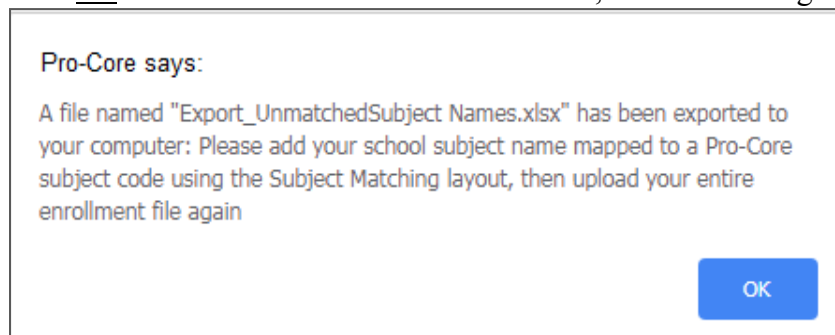 Pro-Core says:
A file named "Export_UnmatchedSubject Names.xlsx" has been exported to
your computer: Please add your school subject name mapped to a Pro-Core
subject code using the Subject Matching layout, then upload your entire
enrollment file again
OK